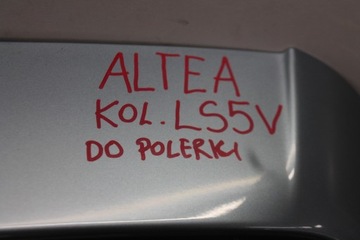 ALTEA
KOL. LS5V
DO POLERKI